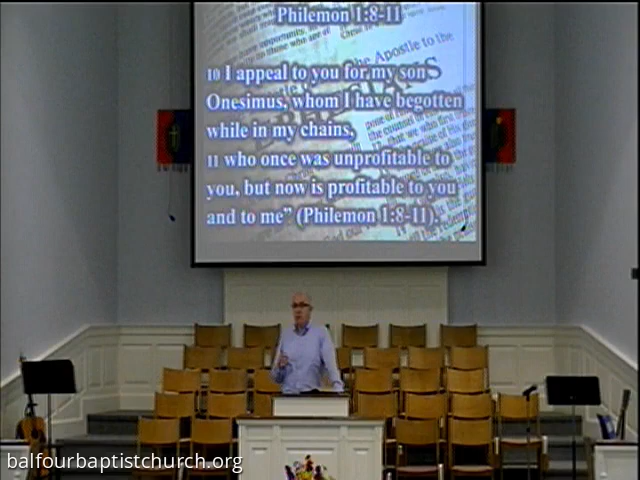 Philemon 1:8-11
10 I appeal to you for my son
Onesimus, whom I have begotten
while in my chains,
11 who once was unprofitable to
you, but now is profitable to you
and to me” (Philemon 1:8-11).
balfourbaptistchurch.org